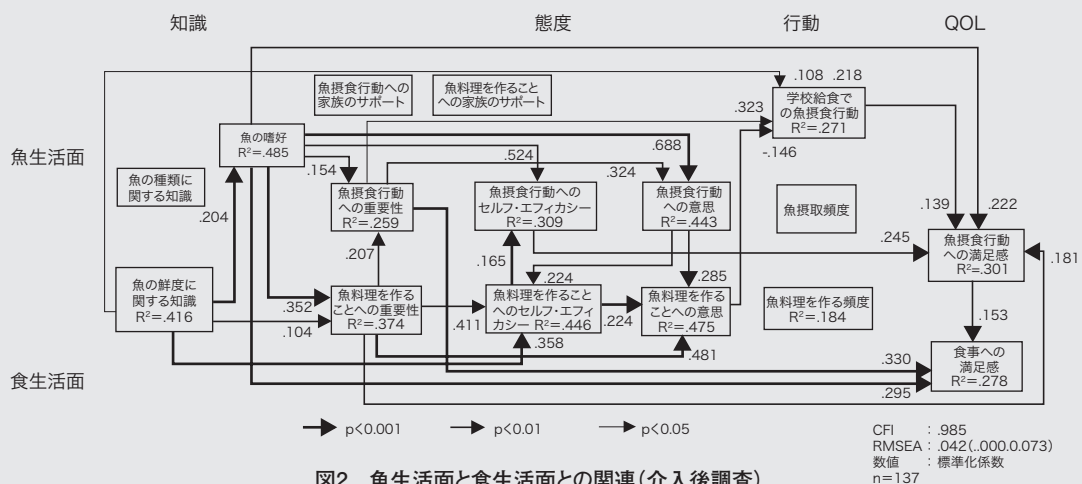 知識
態度
行動
QOL
魚生活面
食生活面
魚摂食行動への
家族のサポート
魚料理を作ること
への家族のサポート
.108 .218
学校給食で
の魚摂食行動
R²=.271
.323
-.146
魚の嗜好
R²=.485
.688
.524
.324
.154
魚の種類に
関する知識
.204
魚摂食行動
への重要性
R²=.259
魚摂食行動への
セルフ・エフィカシー
R²=.309
魚摂食行動
への意思
R²=.443
魚摂取頻度
.139
.222
.245
魚摂食行動
への満足感
R²=.301
.181
.207
.165
.224
.285
魚の鮮度に
関する知識
R²=.416
.352
.104
魚料理を作る
ことへの重要性
R²=.374
.411
魚料理を作ること
へのセルフ・エフィ
カシー R²=.446
.224
魚料理を作る
ことへの意思
R²=.475
魚料理を作る頻度
R²=.184
.153
.358
.481
.330
.295
食事への
満足感
R²=.278
p<0.001
p<0.01
p<0.05
CFI : .985
RMSEA : .042(..000.0.073)
数値 : 標準化係数
n=137
図2 魚生活面と食生活面との関連(介入後調査)